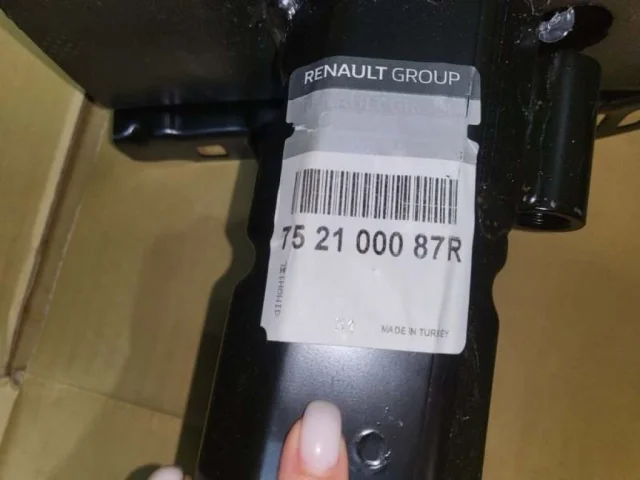 RENAULT GROUP
75 21 000 87R
MADE IN TURKEY